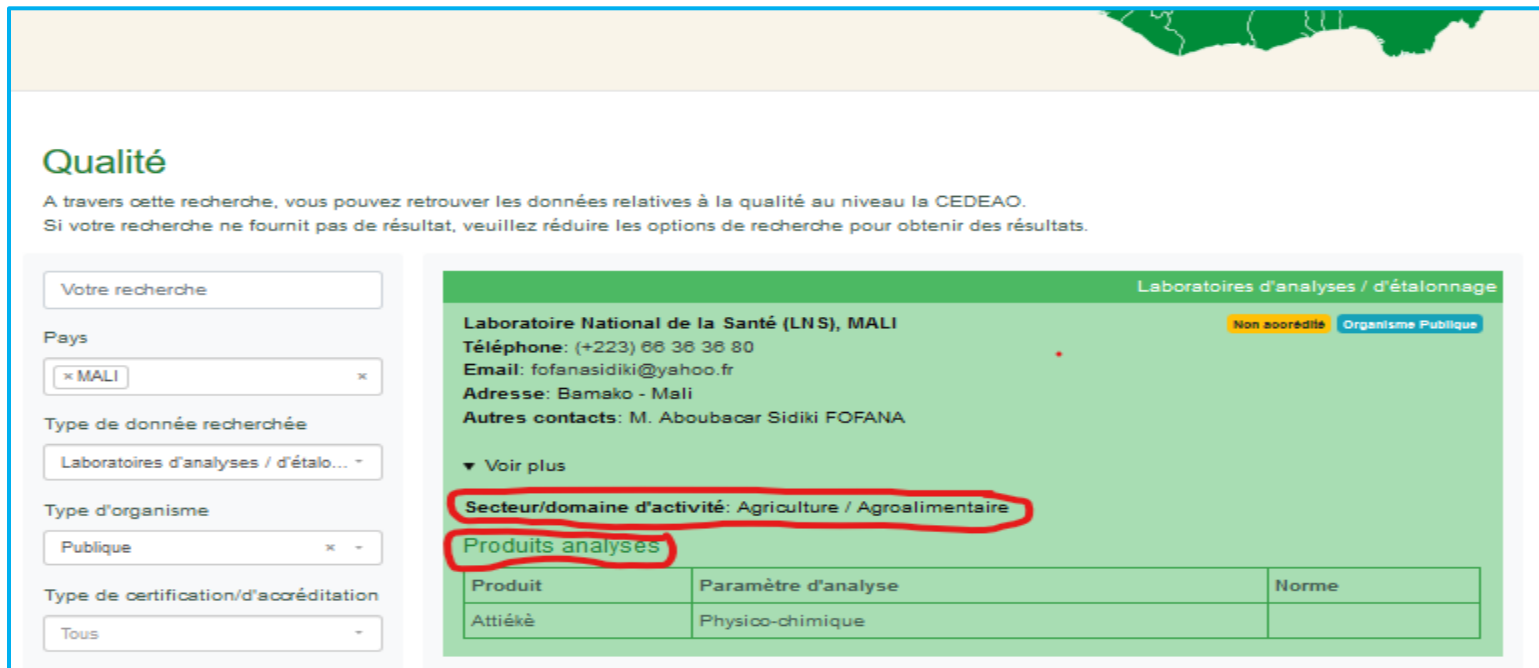 Qualité
A travers cette recherche, vous pouvez retrouver les données relatives à la qualité au niveau la CEDEAO.
Si votre recherche ne fournit pas de résultat, veuillez réduire les options de recherche pour obtenir des résultats.
Votre recherche
Pays
× MALI ×
Type de donnée recherchée
Laboratoires d'analyses / d'étalo...
Type d'organisme
Publique ×
Type de certification/d'accréditation
Tous
Laboratoires d'analyses / d'étalonnage
Laboratoire National de la Santé (LNS), MALI
Non accrédité Organisme Publique
Téléphone: (+223) 66 36 36 80
Email: fofanasidiki@yahoo.fr
Adresse: Bamako - Mali
Autres contacts: M. Aboubacar Sidiki FOFANA
▼ Voir plus
Secteur/domaine d'activité: Agriculture / Agroalimentaire
Produits analysés
Produit Paramètre d'analyse Norme
Attiékè Physico-chimique